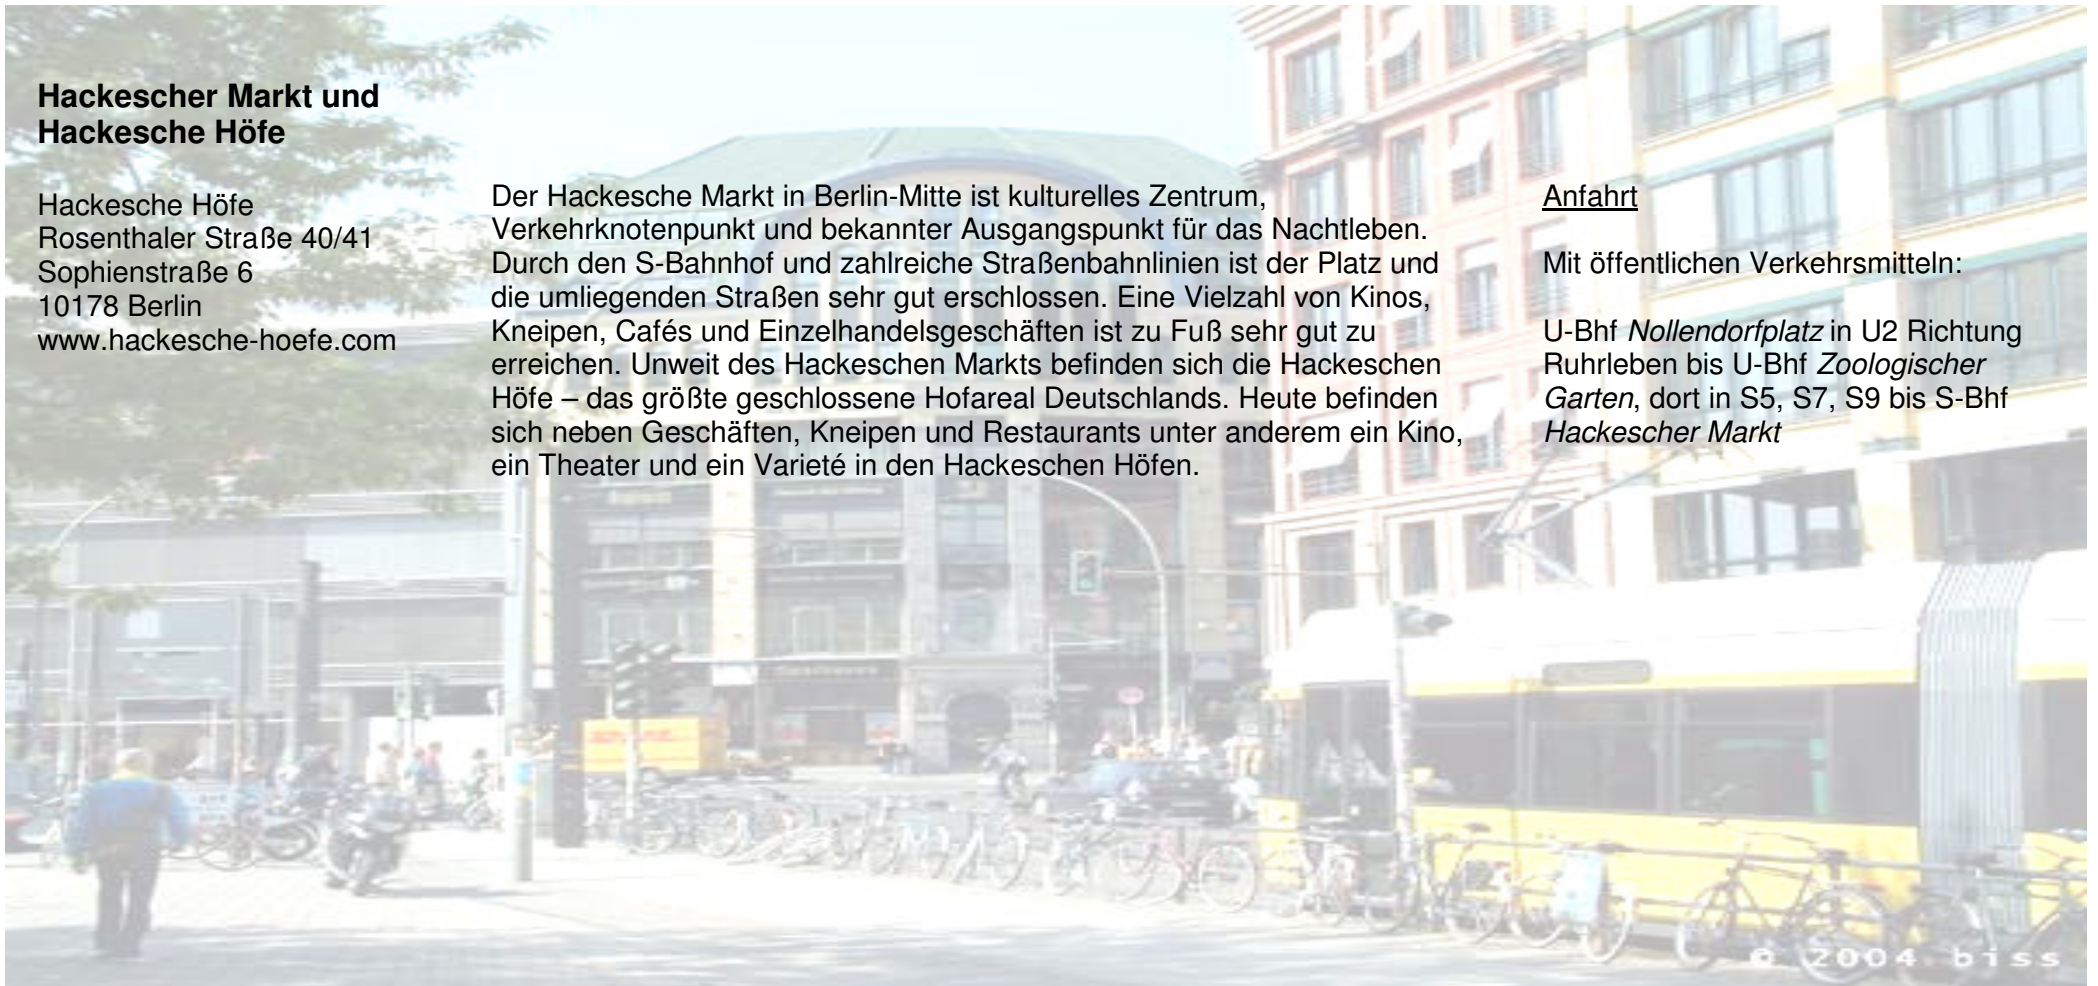 Hackescher Markt und
Hackesche Höfe
Hackesche Höfe
Rosenthaler Straße 40/41
Sophienstraße 6
10178 Berlin
www.hackesche-hoefe.com
Der Hackesche Markt in Berlin-Mitte ist kulturelles Zentrum,
Verkehrknotenpunkt und bekannter Ausgangspunkt für das Nachtleben.
Durch den S-Bahnhof und zahlreiche Straßenbahnlinien ist der Platz und
die umliegenden Straßen sehr gut erschlossen. Eine Vielzahl von Kinos,
Kneipen, Cafés und Einzelhandelsgeschäften ist zu Fuß sehr gut zu
erreichen. Unweit des Hackeschen Markts befinden sich die Hackeschen
Höfe – das größte geschlossene Hofareal Deutschlands. Heute befinden
sich neben Geschäften, Kneipen und Restaurants unter anderem ein Kino,
ein Theater und ein Varieté in den Hackeschen Höfen.
Anfahrt
Mit öffentlichen Verkehrsmitteln:
U-Bhf Nollendorfplatz in U2 Richtung
Ruhrleben bis U-Bhf Zoologischer
Garten, dort in S5, S7, S9 bis S-Bhf
Hackescher Markt
© 2004 biss